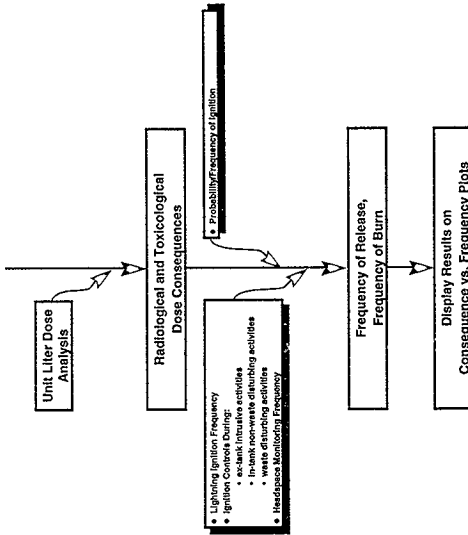 Unit Liter Dose
Analysis
Radiological and Toxicological
Dose Consequences
• Probability/Frequency of Ignition
• Lightning Ignition Frequency
• Ignition Controls During:
• ex-tank intrusive activities
• in-tank non-waste disturbing activities
• waste disturbing activities
• Headspace Monitoring Frequency
Frequency of Release,
Frequency of Burn
Display Results on
Consequence vs. Frequency Plots